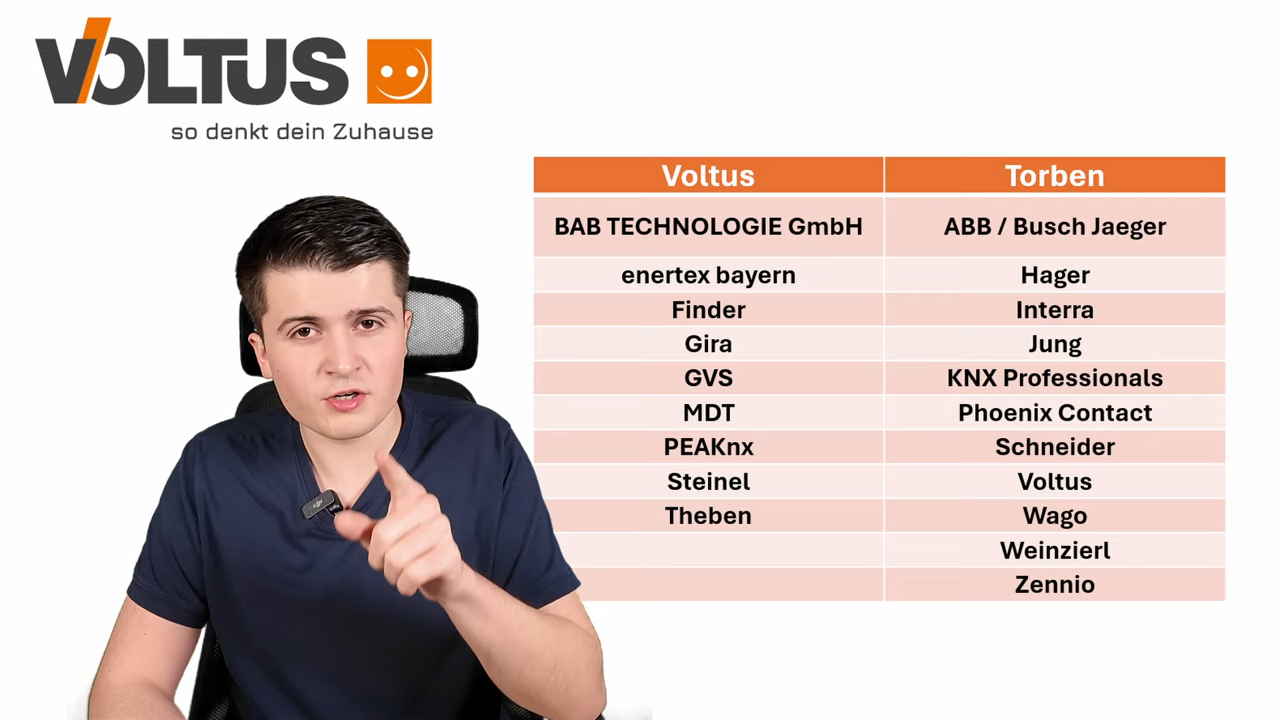 VOLTUS
so denkt dein Zuhause
Voltus Torben
BAB TECHNOLOGIE GmbH ABB / Busch Jaeger
enertex bayern Hager
Finder Interra
Gira Jung
GVS KNX Professionals
MDT Phoenix Contact
PEAKnx Schneider
Steinel Voltus
Theben Wago
Weinzierl
Zennio